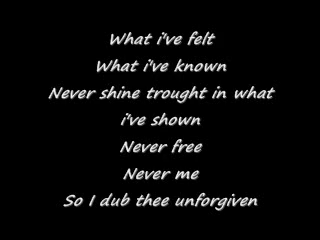 What i've felt
What i've known
Never shine trought in what
i've shown
Never free
Never me
So I dub thee unforgiven